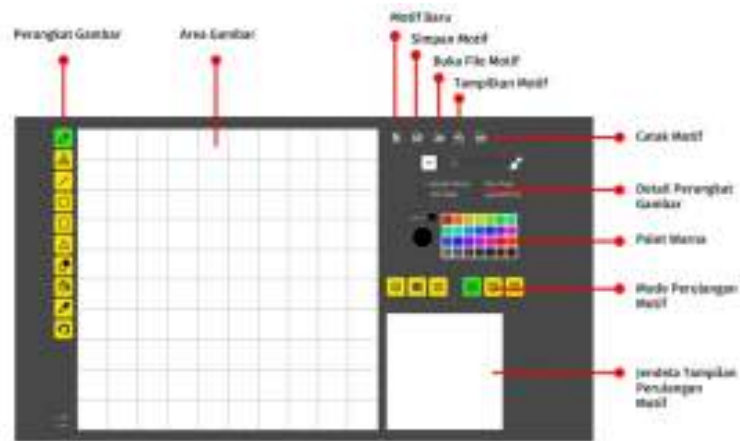 Motif Baru
Perangkat Gambar
Area Gambar
Simpan Motif
Buka File Motif
Tampilkan Motif
Cetak Motif
Detail Perangkat
Gambar
Palet Warna
Mode Perulangan
Motif
Jendela Tampilan
Perulangan
Motif